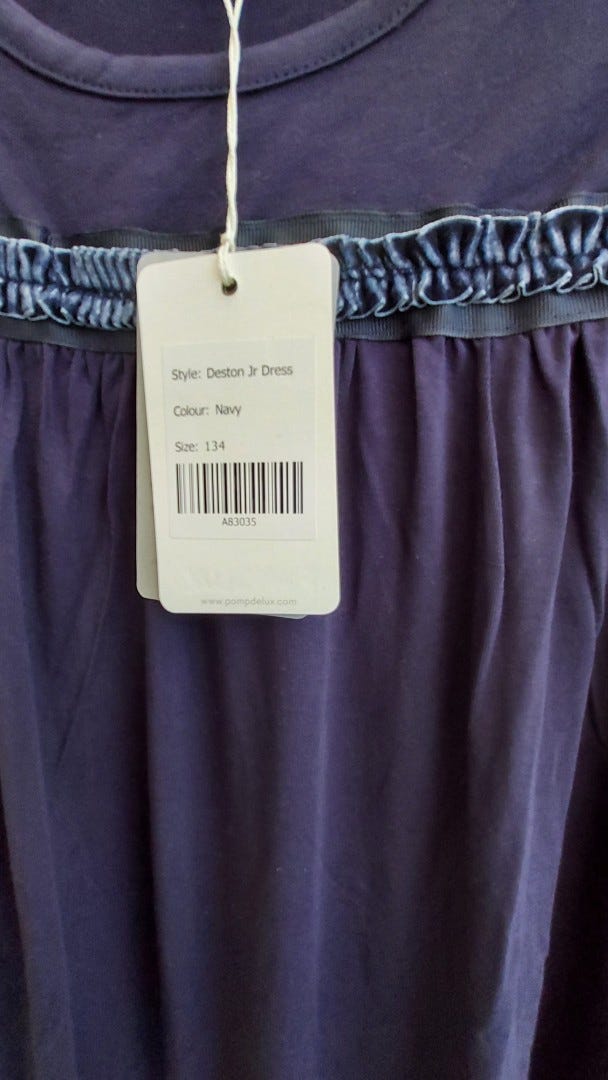 Style: Deston Jr Dress
Colour: Navy
Size: 134
A83035
www.pompdelux.com